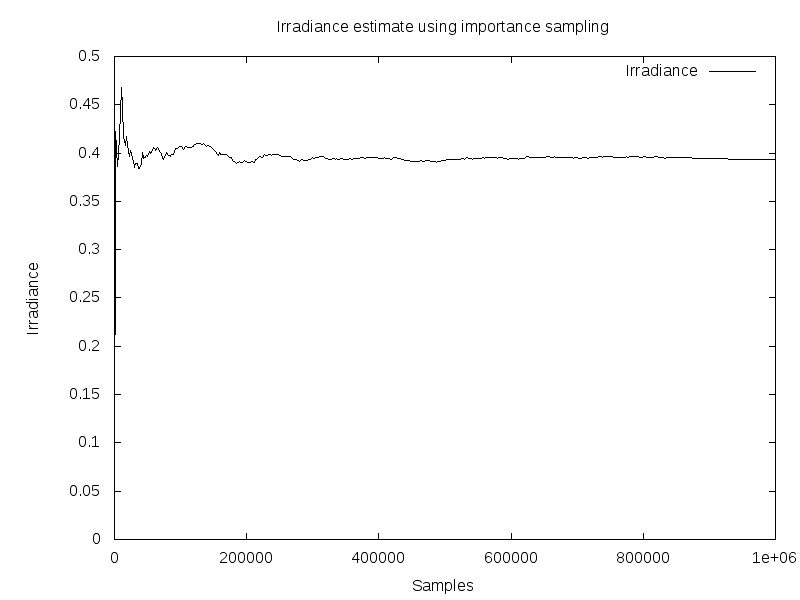 Irradiance estimate using importance sampling
Irradiance
0.5
0.45
0.4
0.35
0.3
0.25
0.2
0.15
0.1
0.05
0
Irradiance
0 200000 400000 600000 800000 1e+06
Samples